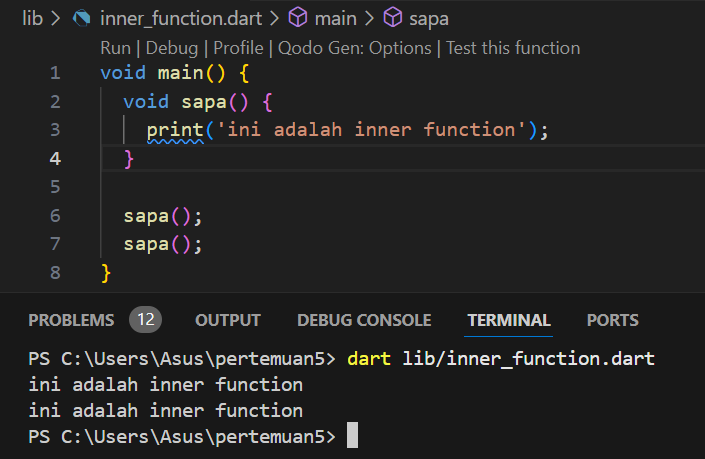 lib > inner_function.dart > main > sapa
Run | Debug | Profile | Qodo Gen: Options | Test this function
1 void main() {
2   void sapa() {
3     print('ini adalah inner function');
4   }
5
6   sapa();
7   sapa();
8 }
PROBLEMS 12 OUTPUT DEBUG CONSOLE TERMINAL PORTS
PS C:\Users\Asus\pertemuan5> dart lib/inner_function.dart
ini adalah inner function
ini adalah inner function
PS C:\Users\Asus\pertemuan5>